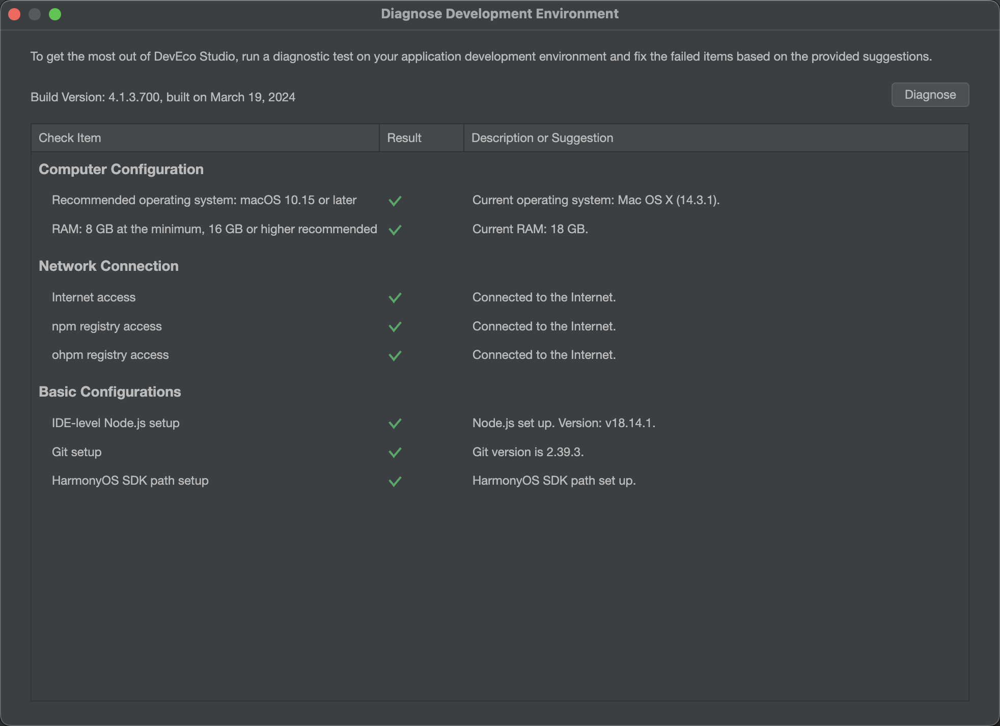 Diagnose Development Environment
To get the most out of DevEco Studio, run a diagnostic test on your application development environment and fix the failed items based on the provided suggestions.
Build Version: 4.1.3.700, built on March 19, 2024
Diagnose
Check Item Result Description or Suggestion
Computer Configuration
Recommended operating system: macOS 10.15 or later Current operating system: Mac OS X (14.3.1).
RAM: 8 GB at the minimum, 16 GB or higher recommended Current RAM: 18 GB.
Network Connection
Internet access Connected to the Internet.
npm registry access Connected to the Internet.
ohpm registry access Connected to the Internet.
Basic Configurations
IDE-level Node.js setup Node.js set up. Version: v18.14.1.
Git setup Git version is 2.39.3.
HarmonyOS SDK path setup HarmonyOS SDK path set up.